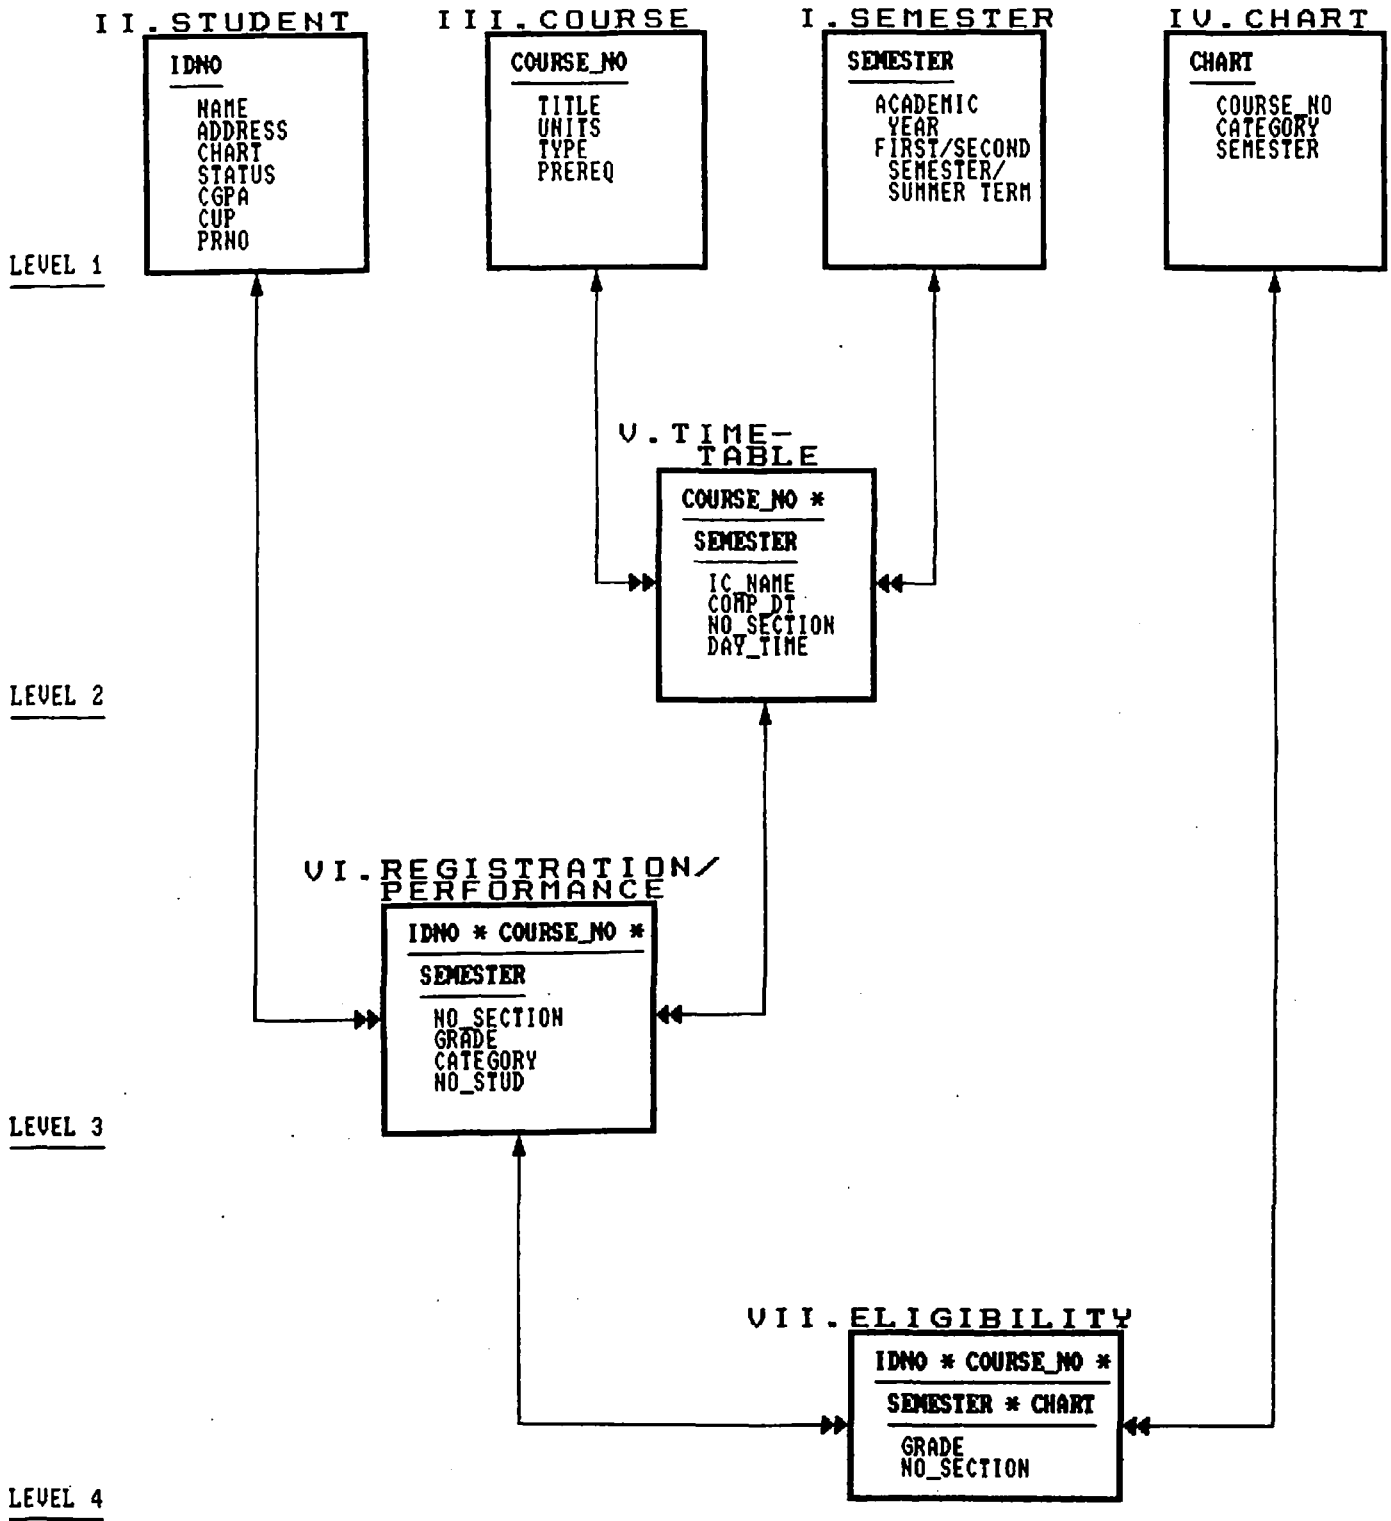 II.STUDENT
IDNO
NAME
ADDRESS
CHART
STATUS
CGPA
CUP
PRNO
III.COURSE
COURSE_NO
TITLE
UNITS
TYPE
PREREQ
I.SEMESTER
SEMESTER
ACADEMIC
YEAR
FIRST/SECOND
SEMESTER/
SUMMER TERM
IV.CHART
CHART
COURSE_NO
CATEGORY
SEMESTER
LEVEL 1
V.TIME-
TABLE
COURSE_NO *
SEMESTER
IC_NAME
COMP_DT
NO_SECTION
DAY_TIME
LEVEL 2
VI.REGISTRATION/
PERFORMANCE
IDNO * COURSE_NO *
SEMESTER
NO_SECTION
GRADE
CATEGORY
NO_STUD
LEVEL 3
VII.ELIGIBILITY
IDNO * COURSE_NO *
SEMESTER * CHART
GRADE
NO_SECTION
LEVEL 4